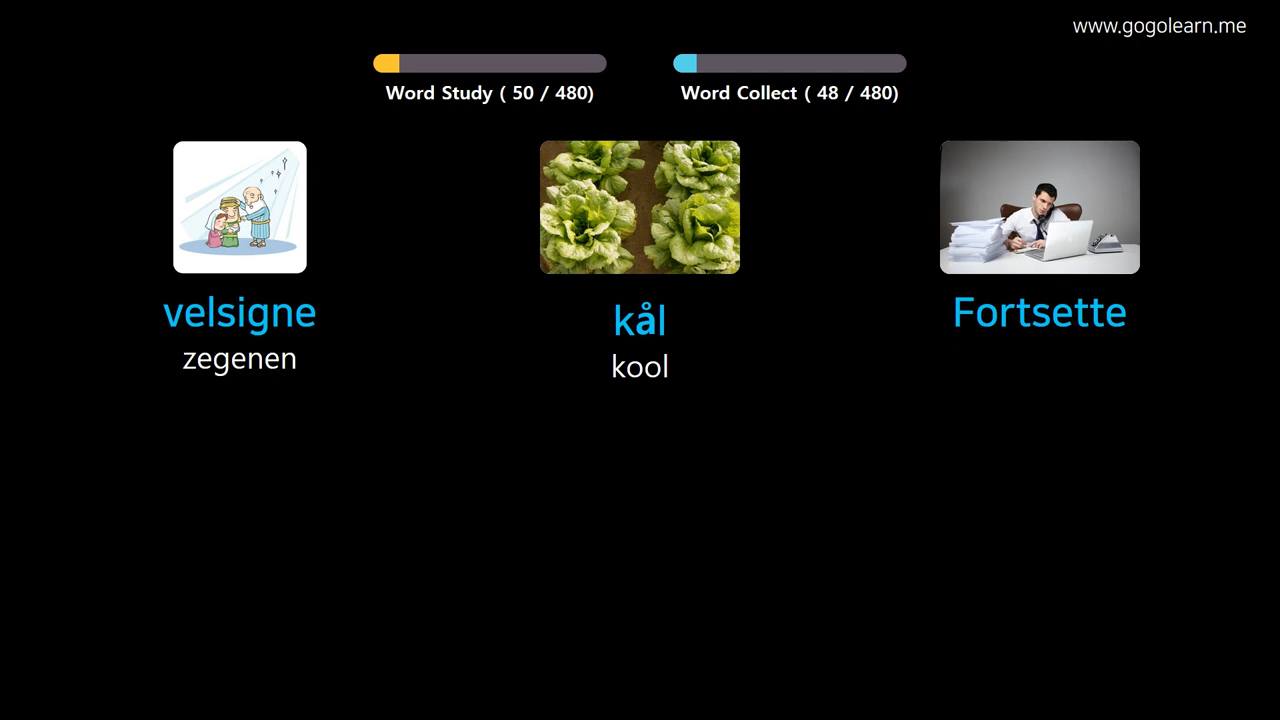 www.gogolearn.me
Word Study ( 50 / 480)
Word Collect ( 48 / 480)
velsigne
zegenen
kål
kool
Fortsette